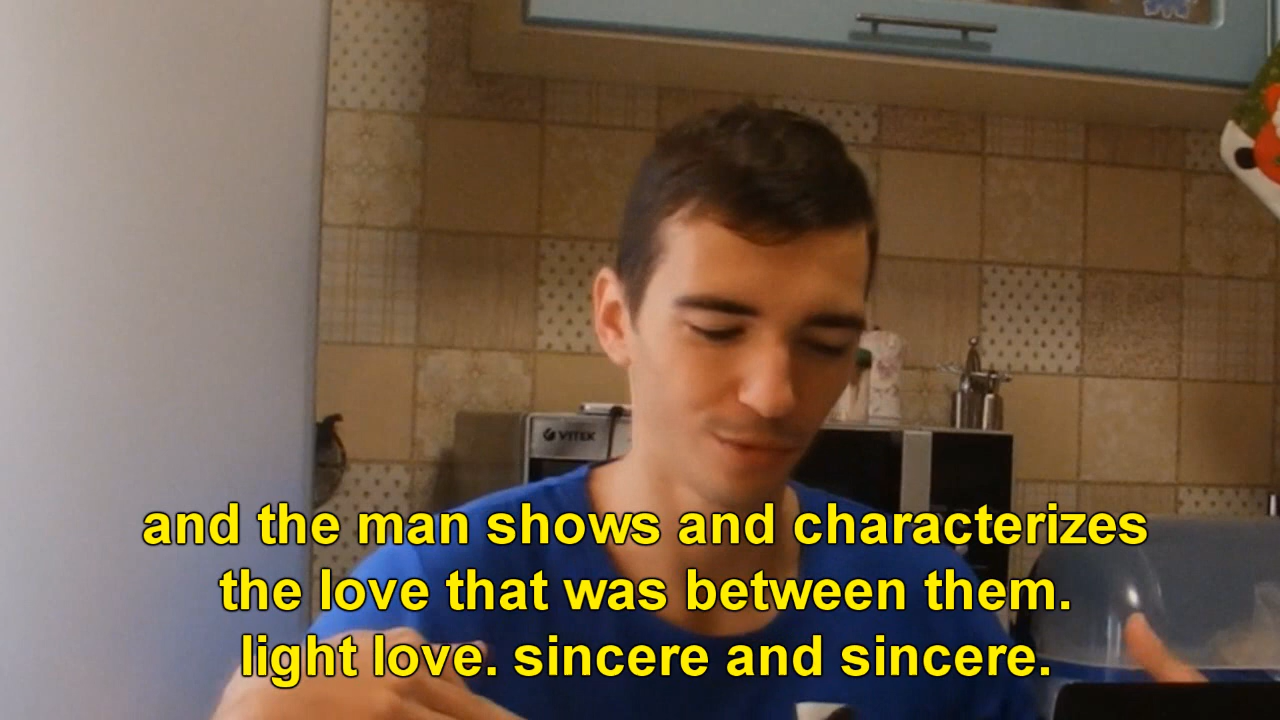 VITEK
and the man shows and characterizes
the love that was between them.
light love. sincere and sincere.